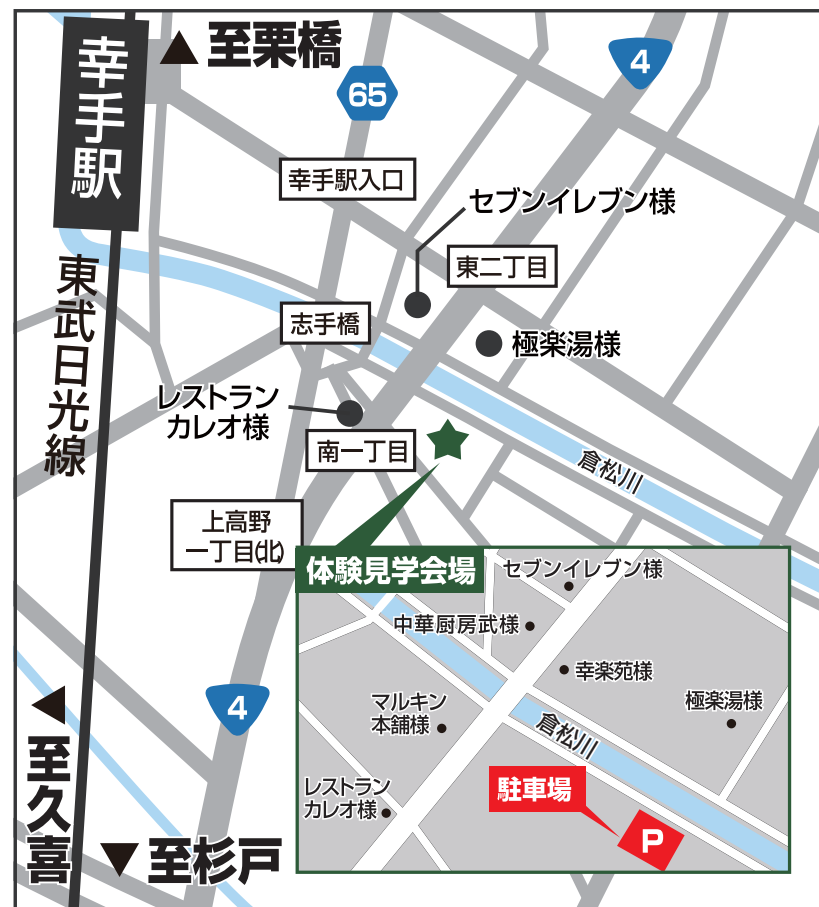 幸手駅
至栗橋
4
65
幸手駅入口
セブンイレブン様
東二丁目
東武日光線
志手橋
極楽湯様
レストラン
カレオ様
南一丁目
倉松川
上高野
一丁目(北)
体験見学会場
セブンイレブン様
中華厨房武様
幸楽苑様
極楽湯様
マルキン
本舗様
倉松川
レストラン
カレオ様
駐車場
P
4
至久喜
至杉戸